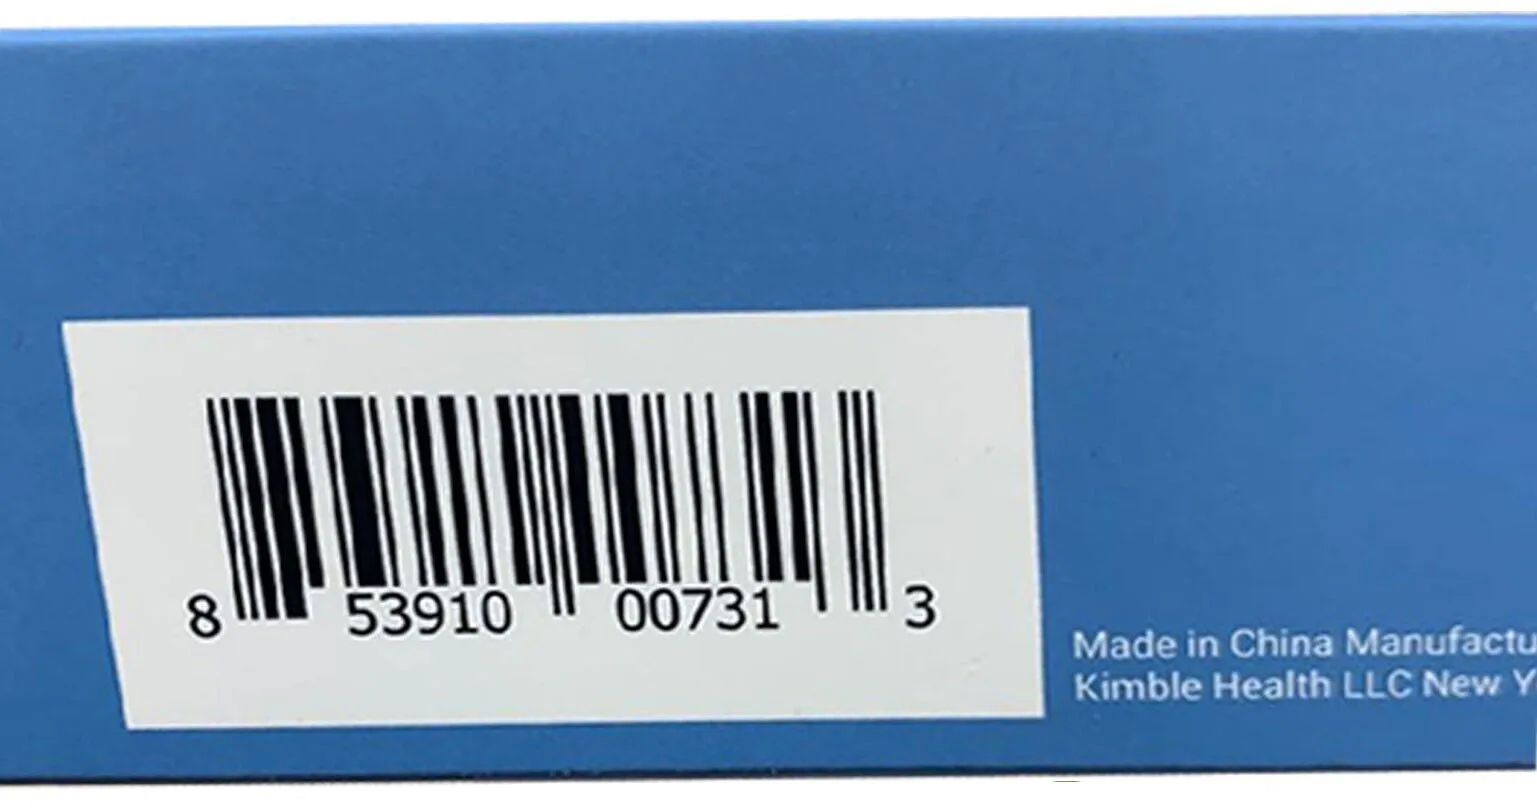 8 53910 00731 3
Made in China Manufactu
Kimble Health LLC New Y